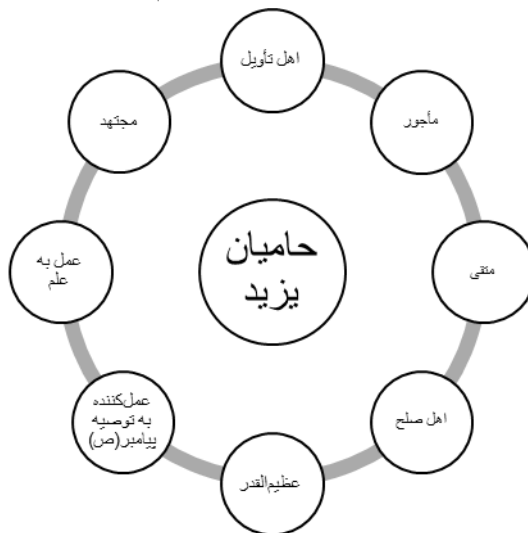 اهل تأویل
مأجور
متقی
اهل صلح
عظیم‌القدر
عمل‌کننده
به توصیه
پیامبر(ص)
عمل به
علم
مجتهد
حامیان
یزید